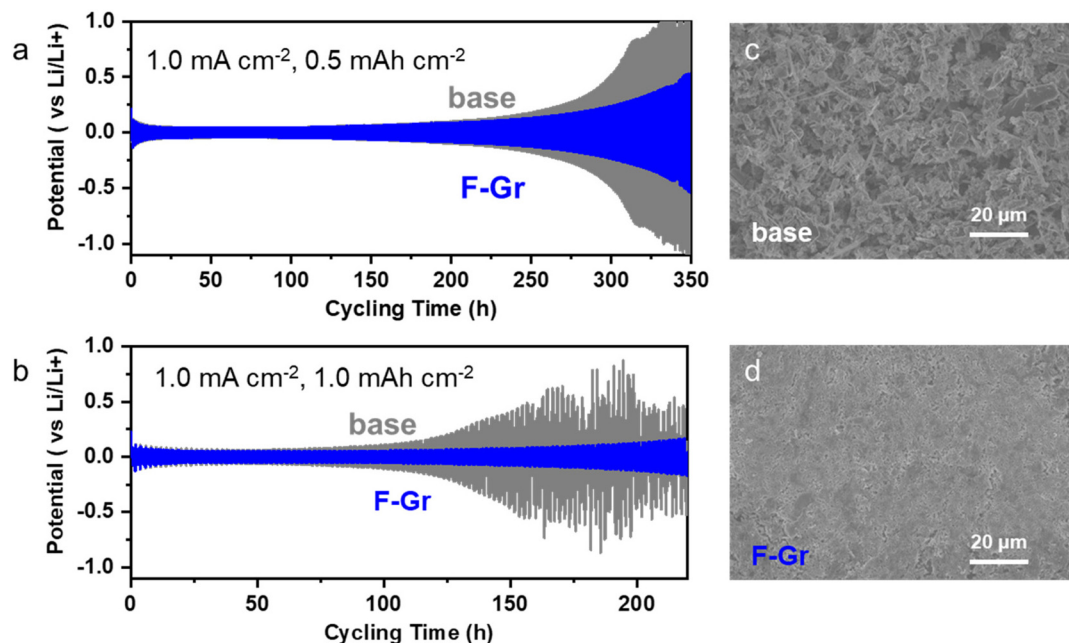 a
Potential ( vs Li/Li+)
1.0
0.5
0.0
-0.5
-1.0
1.0 mA cm-2, 0.5 mAh cm-2
base
F-Gr
0 50 100 150 200 250 300 350
Cycling Time (h)
c
base
20 μm
b
Potential ( vs Li/Li+)
1.0
0.5
0.0
-0.5
-1.0
1.0 mA cm-2, 1.0 mAh cm-2
base
F-Gr
0 50 100 150 200
Cycling Time (h)
d
F-Gr
20 μm